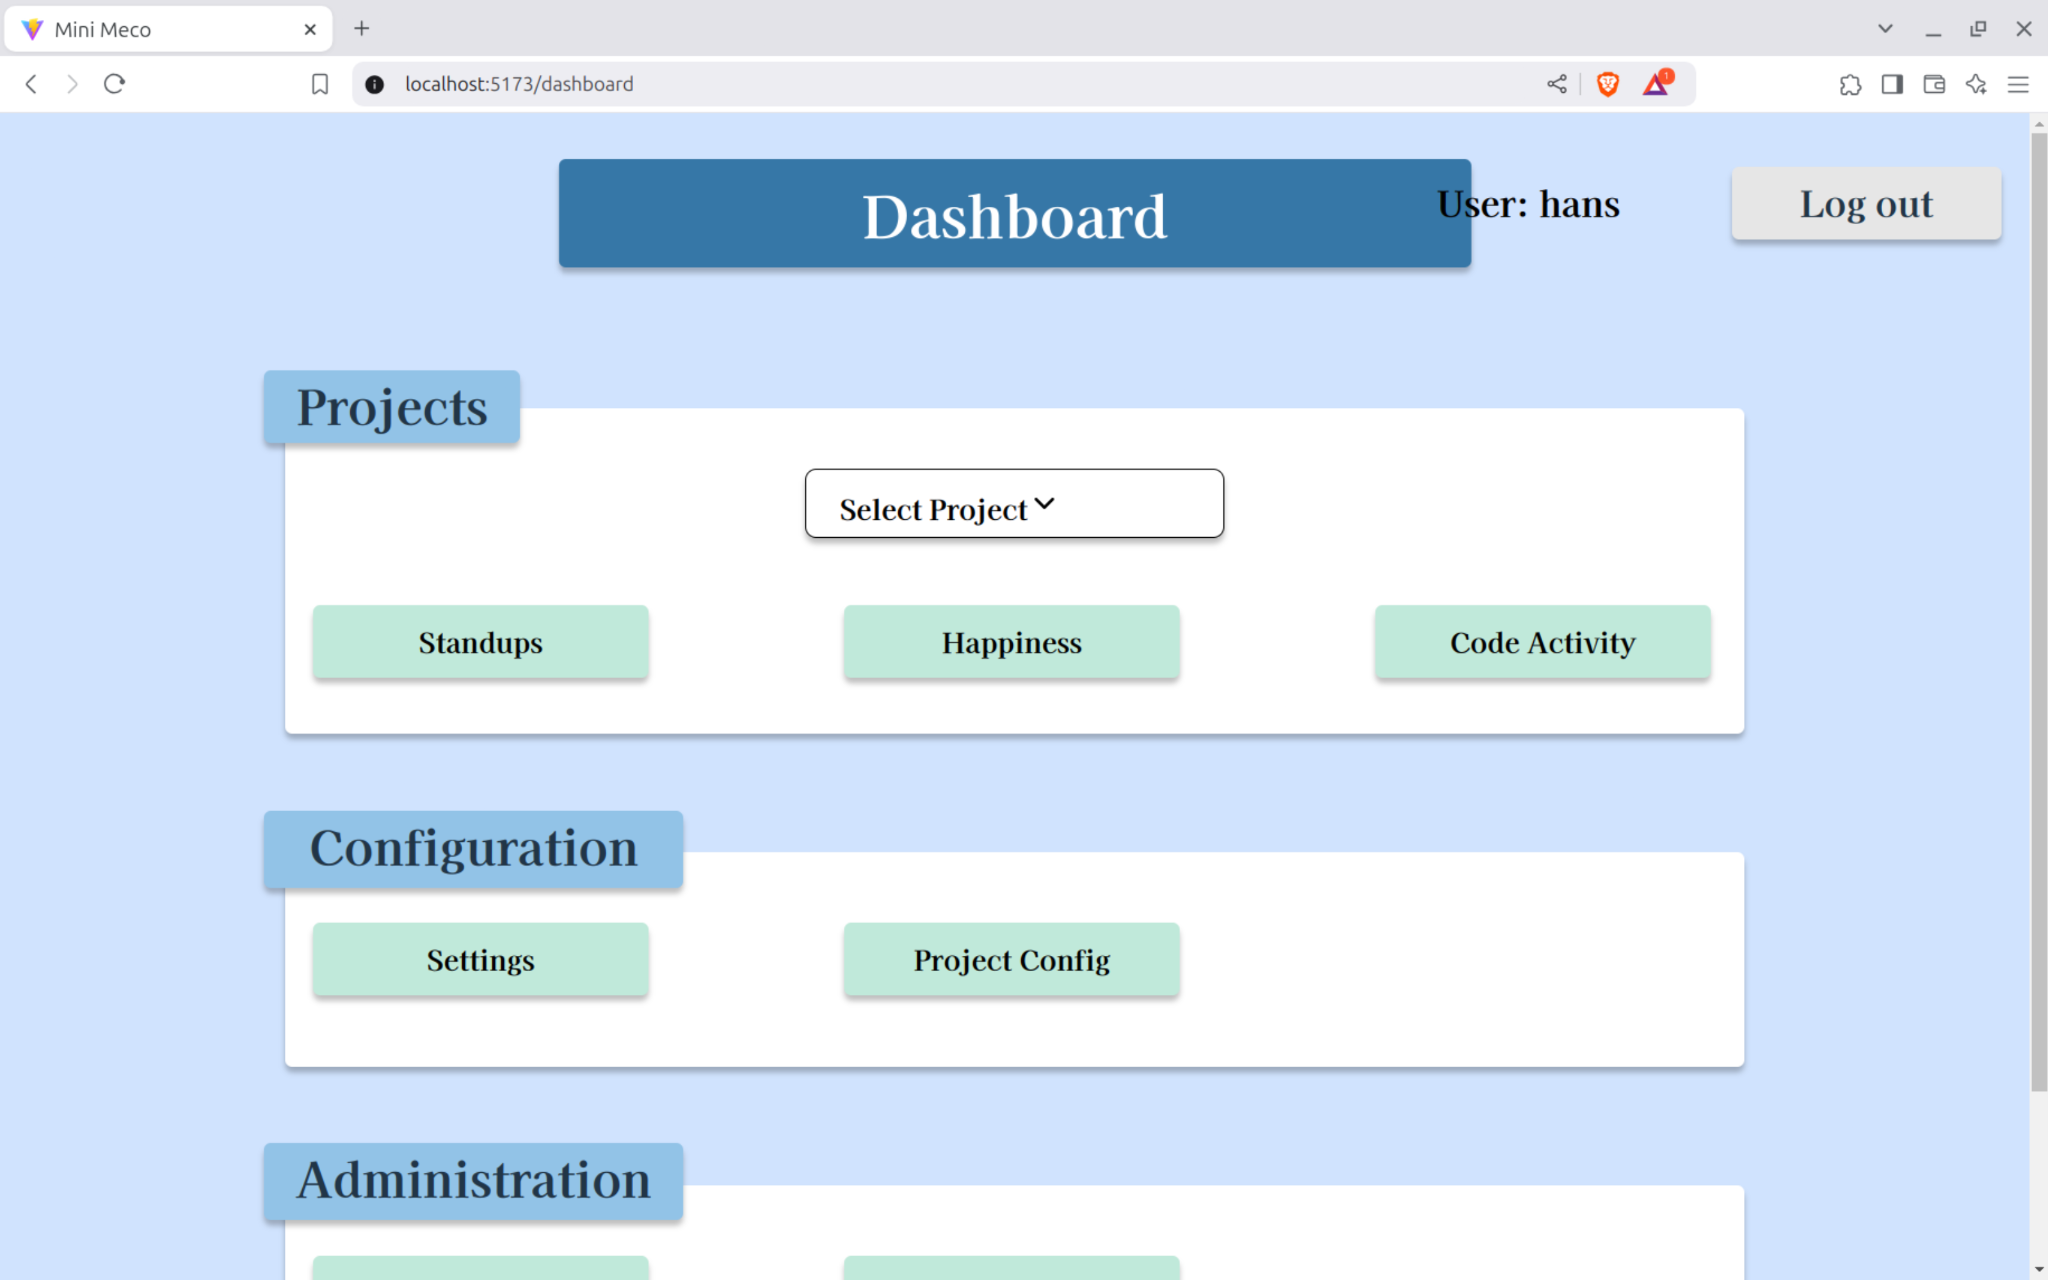 Mini Meco
localhost:5173/dashboard
1
Dashboard
User: hans
Log out
Projects
Select Project
Standups
Happiness
Code Activity
Configuration
Settings
Project Config
Administration